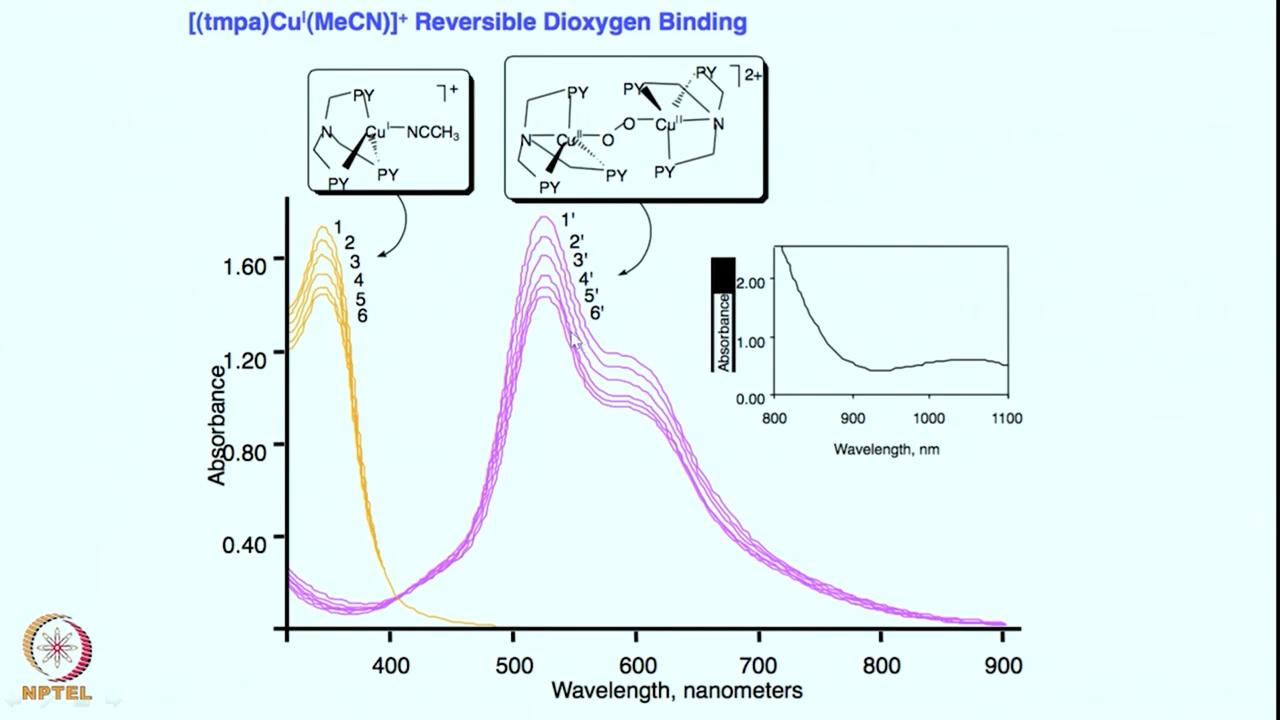 [(tmpa)Cuᴵ(MeCN)]⁺ Reversible Dioxygen Binding
PY
N
Cuᴵ
NCCH₃
PY
PY
+
PY
N
Cuᴵᴵ
O
O
PY
PY
PY
PY
Cuᴵᴵ
N
PY
2+
1
2
3
4
5
6
1'
2'
3'
4'
5'
6'
1.60
1.20
0.80
0.40
Absorbance
400 500 600 700 800 900
Wavelength, nanometers
2.00
1.00
0.00
Absorbance
800 900 1000 1100
Wavelength, nm
NPTEL